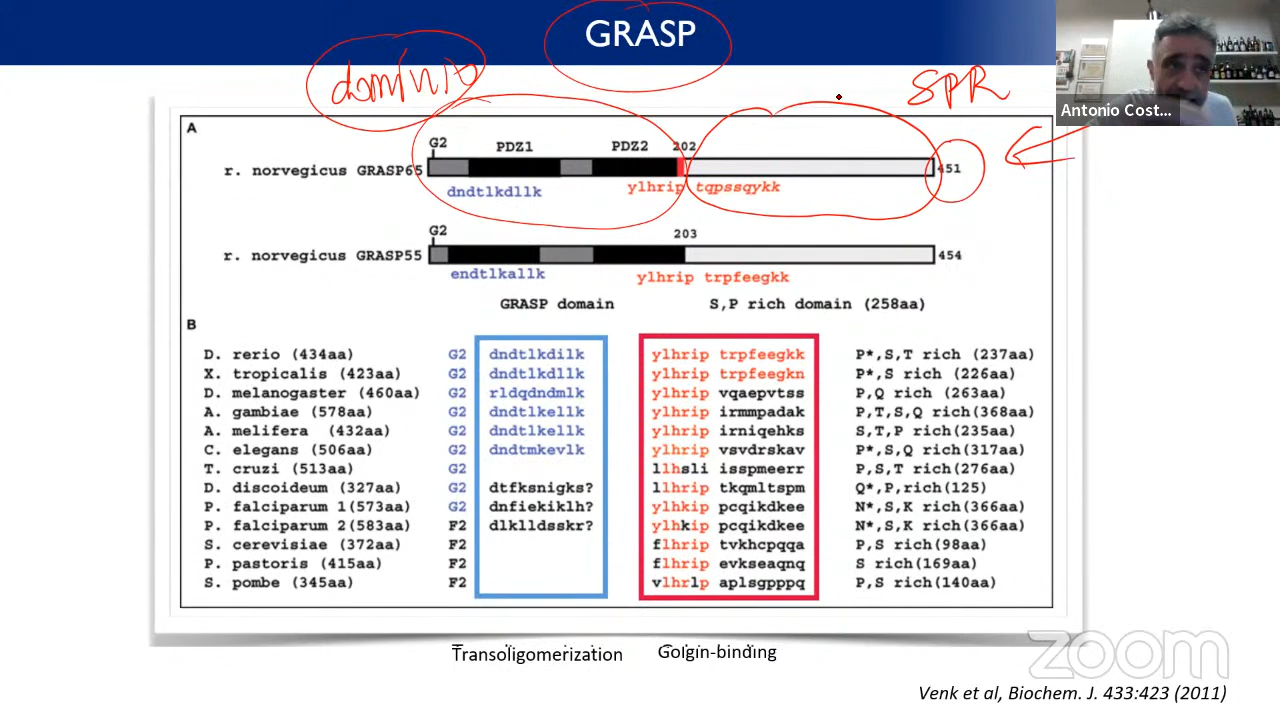 GRASP
domínio
SPR
Antonio Cost...
A
G2 PDZ1 PDZ2 202
r. norvegicus GRASP65 451
dndtlkdllk ylhrip tqpssqykk
G2 203
r. norvegicus GRASP55 454
endtlkallk ylhrip trpfeegkk
GRASP domain S,P rich domain (258aa)
B
D. rerio (434aa) G2 dndtlkdilk ylhrip trpfeegkk P*,S,T rich (237aa)
X. tropicalis (423aa) G2 dndtlkdllk ylhrip trpfeegkn P*,S rich (226aa)
D. melanogaster (460aa) G2 rldqdndmlk ylhrip vqaepvtss P,Q rich (263aa)
A. gambiae (578aa) G2 dndtlkellk ylhrip irmmpadak P,T,S,Q rich(368aa)
A. melifera (432aa) G2 dndtlkellk ylhrip irniqehks S,T,P rich(235aa)
C. elegans (506aa) G2 dndtmkevlk ylhrip vsvdrskav P*,S,Q rich(317aa)
T. cruzi (513aa) G2 llhsli isspmeerr P,S,T rich(276aa)
D. discoideum (327aa) G2 dtfksnigks? llhrip tkqmltspm Q*,P,rich(125)
P. falciparum 1(573aa) G2 dnfiekiklh? ylhkip pcqikdkee N*,S,K rich(366aa)
P. falciparum 2(583aa) F2 dlklldsskr? ylhkip pcqikdkee N*,S,K rich(366aa)
S. cerevisiae (372aa) F2 flhrip tvkhcpqqa P,S rich(98aa)
P. pastoris (415aa) F2 flhrip evkseaqnq S rich(169aa)
S. pombe (345aa) F2 vlhrlp aplsgpppq P,S rich(140aa)
Transoligomerization Golgin-binding
zoom
Venk et al, Biochem. J. 433:423 (2011)